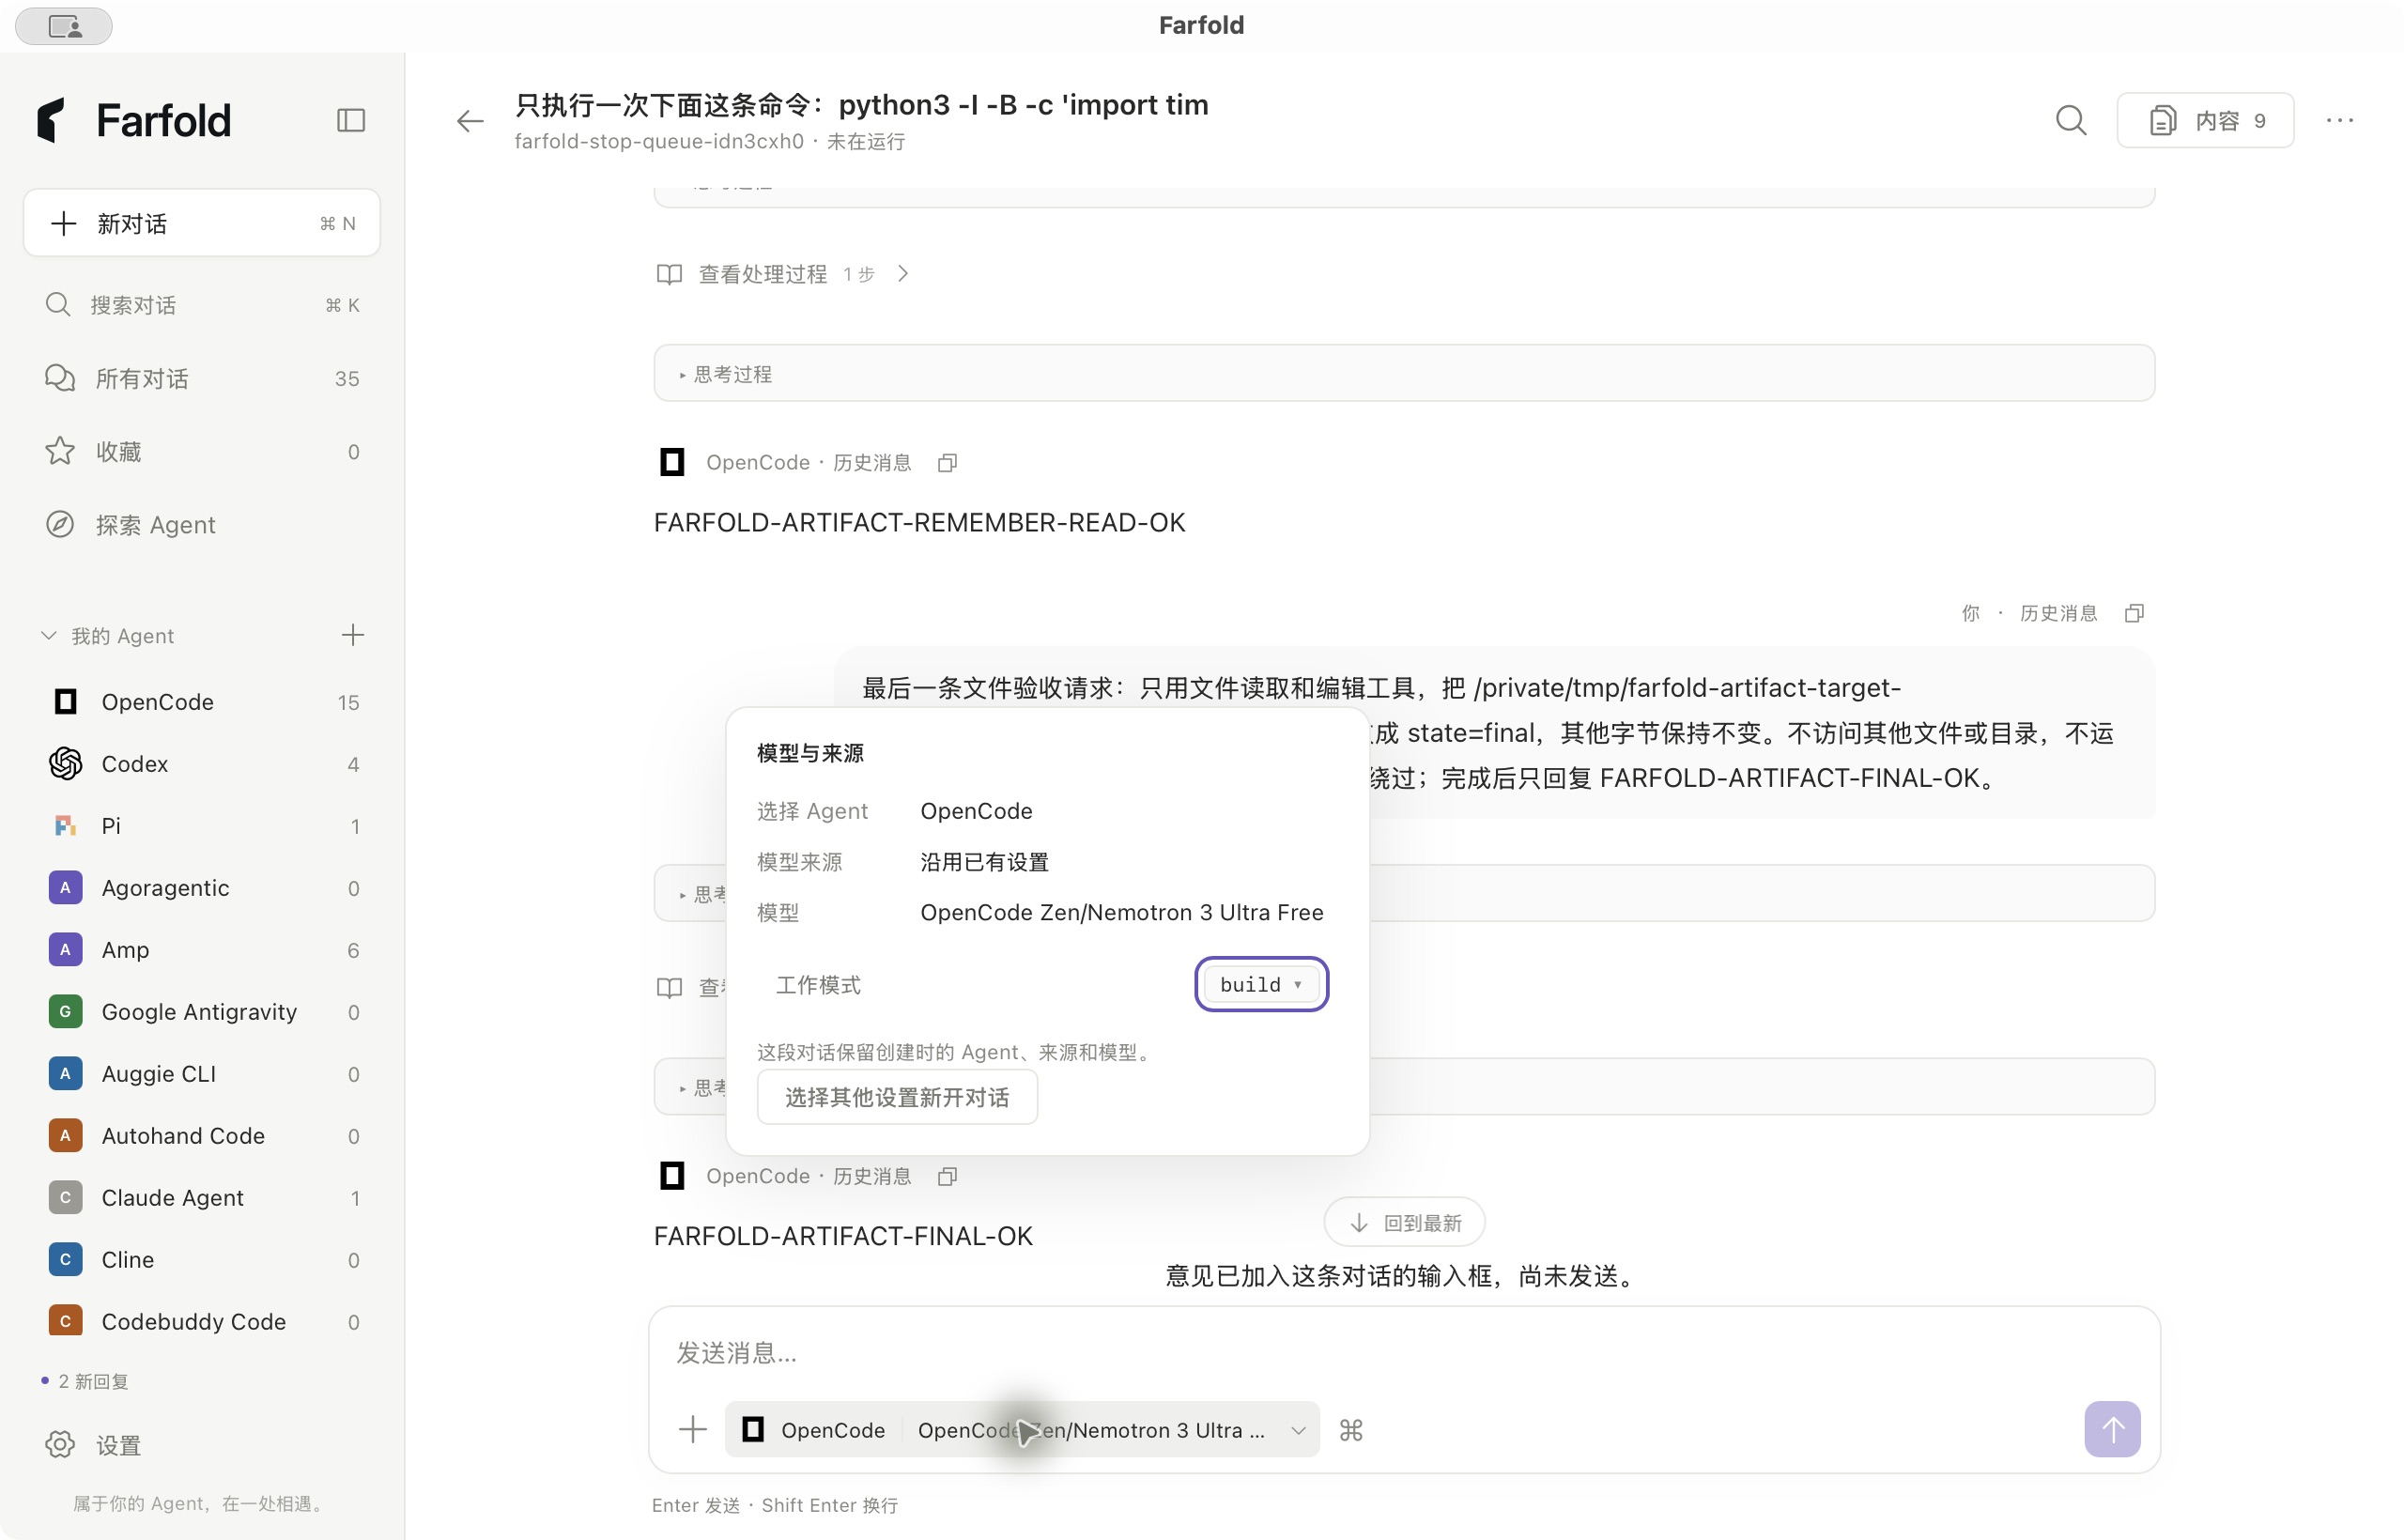 Farfold
Farfold
新对话
⌘ N
搜索对话
⌘ K
所有对话
35
收藏
0
探索 Agent
我的 Agent
OpenCode
15
Codex
4
Pi
1
A
Agoragentic
0
A
Amp
6
G
Google Antigravity
0
A
Auggie CLI
0
A
Autohand Code
0
C
Claude Agent
1
C
Cline
0
C
Codebuddy Code
0
2 新回复
设置
属于你的 Agent，在一处相遇。
只执行一次下面这条命令：python3 -I -B -c 'import tim
farfold-stop-queue-idn3cxh0 · 未在运行
内容 9
查看处理过程 1 步
思考过程
OpenCode · 历史消息
FARFOLD-ARTIFACT-REMEMBER-READ-OK
你 · 历史消息
最后一条文件验收请求：只用文件读取和编辑工具，把 /private/tmp/farfold-artifact-target-
成 state=final，其他字节保持不变。不访问其他文件或目录，不运
绕过；完成后只回复 FARFOLD-ARTIFACT-FINAL-OK。
模型与来源
选择 Agent
OpenCode
模型来源
沿用已有设置
模型
OpenCode Zen/Nemotron 3 Ultra Free
工作模式
build
这段对话保留创建时的 Agent、来源和模型。
选择其他设置新开对话
OpenCode · 历史消息
FARFOLD-ARTIFACT-FINAL-OK
回到最新
意见已加入这条对话的输入框，尚未发送。
发送消息...
OpenCode
OpenCode Zen/Nemotron 3 Ultra ...
⌘
Enter 发送 · Shift Enter 换行